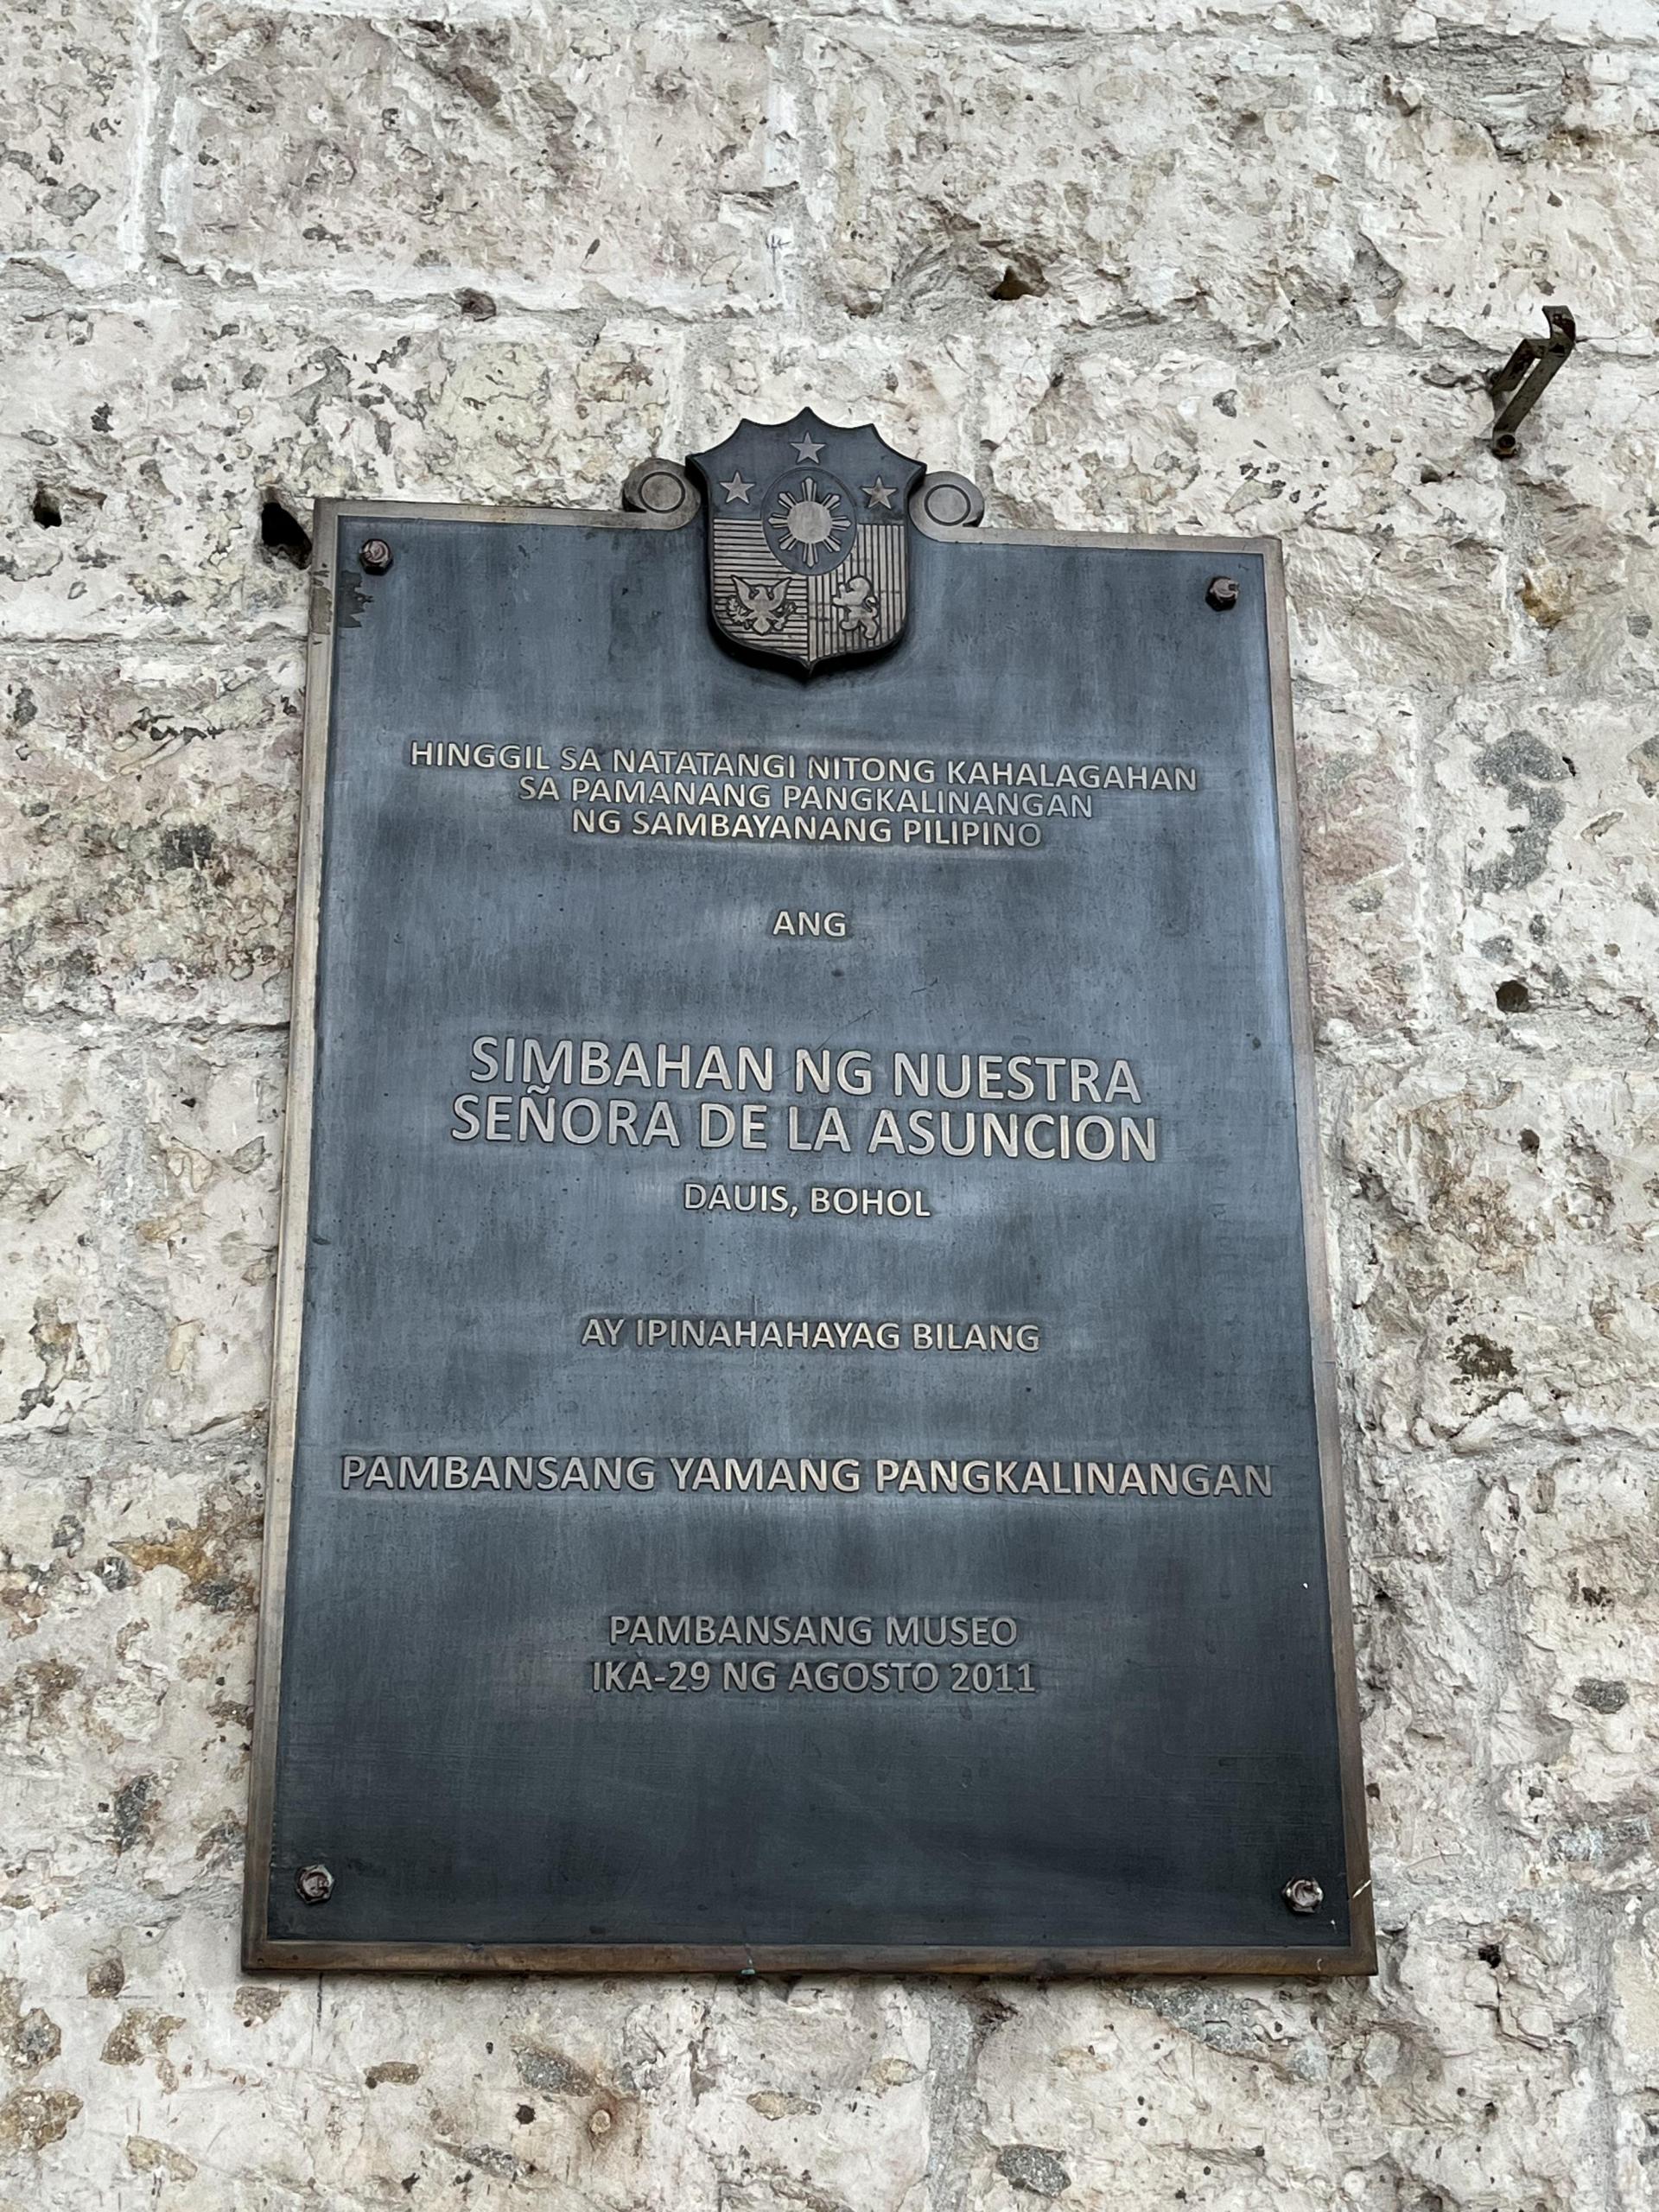 HINGGIL SA NATATANGI NITONG KAHALAGAHAN
SA PAMANANG PANGKALINANGAN
NG SAMBAYANANG PILIPINO
ANG
SIMBAHAN NG NUESTRA
SEÑORA DE LA ASUNCION
DAUIS, BOHOL
AY IPINAHAHAYAG BILANG
PAMBANSANG YAMANG PANGKALINANGAN
PAMBANSANG MUSEO
IKA-29 NG AGOSTO 2011